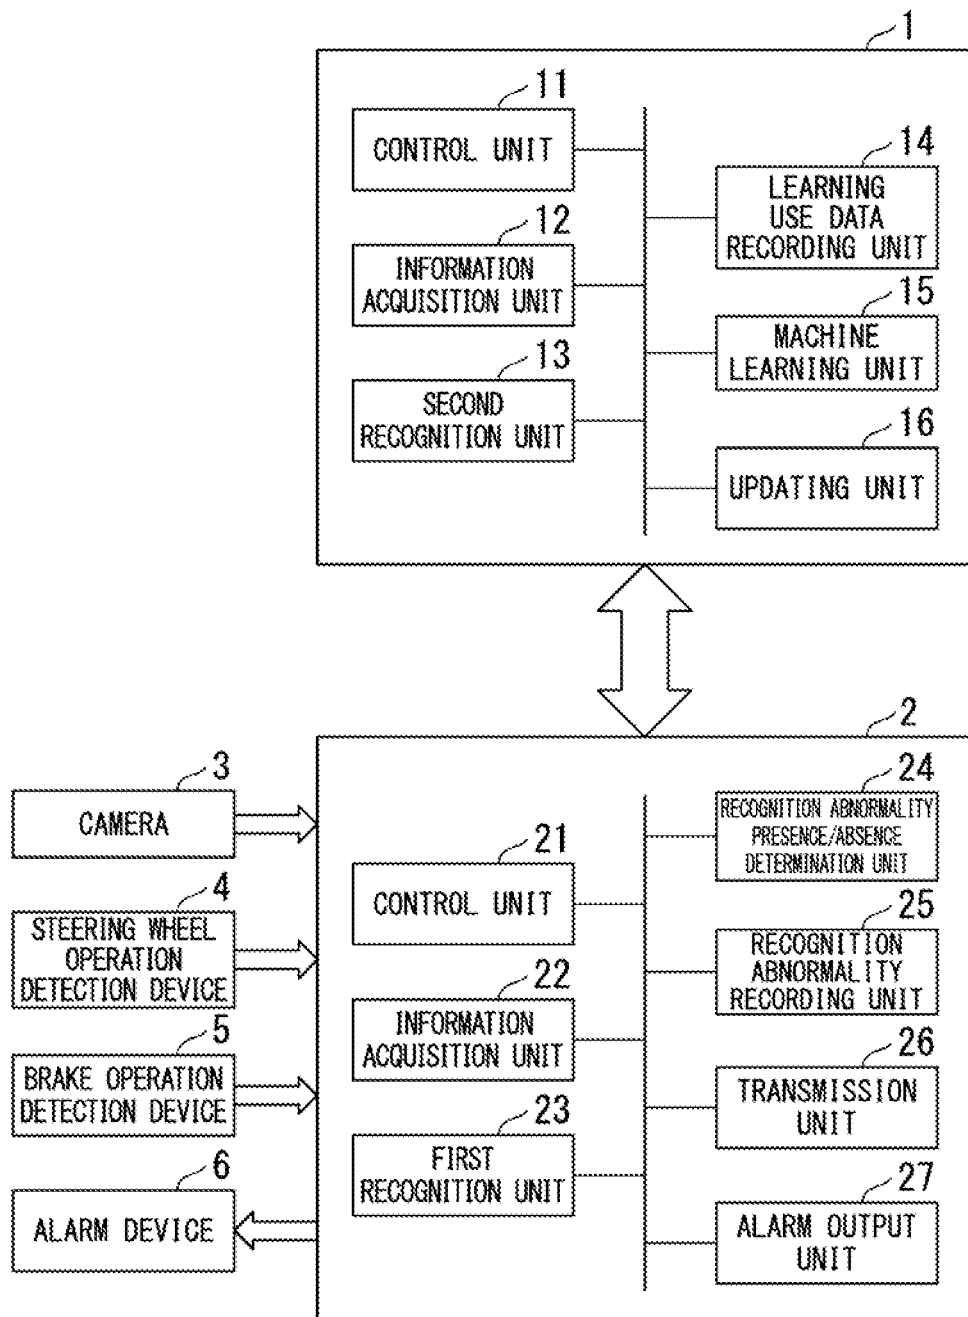 1
11
CONTROL UNIT
12
INFORMATION
ACQUISITION UNIT
13
SECOND
RECOGNITION UNIT
14
LEARNING
USE DATA
RECORDING UNIT
15
MACHINE
LEARNING UNIT
16
UPDATING UNIT
2
3
CAMERA
4
STEERING WHEEL
OPERATION
DETECTION DEVICE
5
BRAKE OPERATION
DETECTION DEVICE
6
ALARM DEVICE
21
CONTROL UNIT
22
INFORMATION
ACQUISITION UNIT
23
FIRST
RECOGNITION UNIT
24
RECOGNITION ABNORMALITY
PRESENCE/ABSENCE
DETERMINATION UNIT
25
RECOGNITION
ABNORMALITY
RECORDING UNIT
26
TRANSMISSION
UNIT
27
ALARM OUTPUT
UNIT